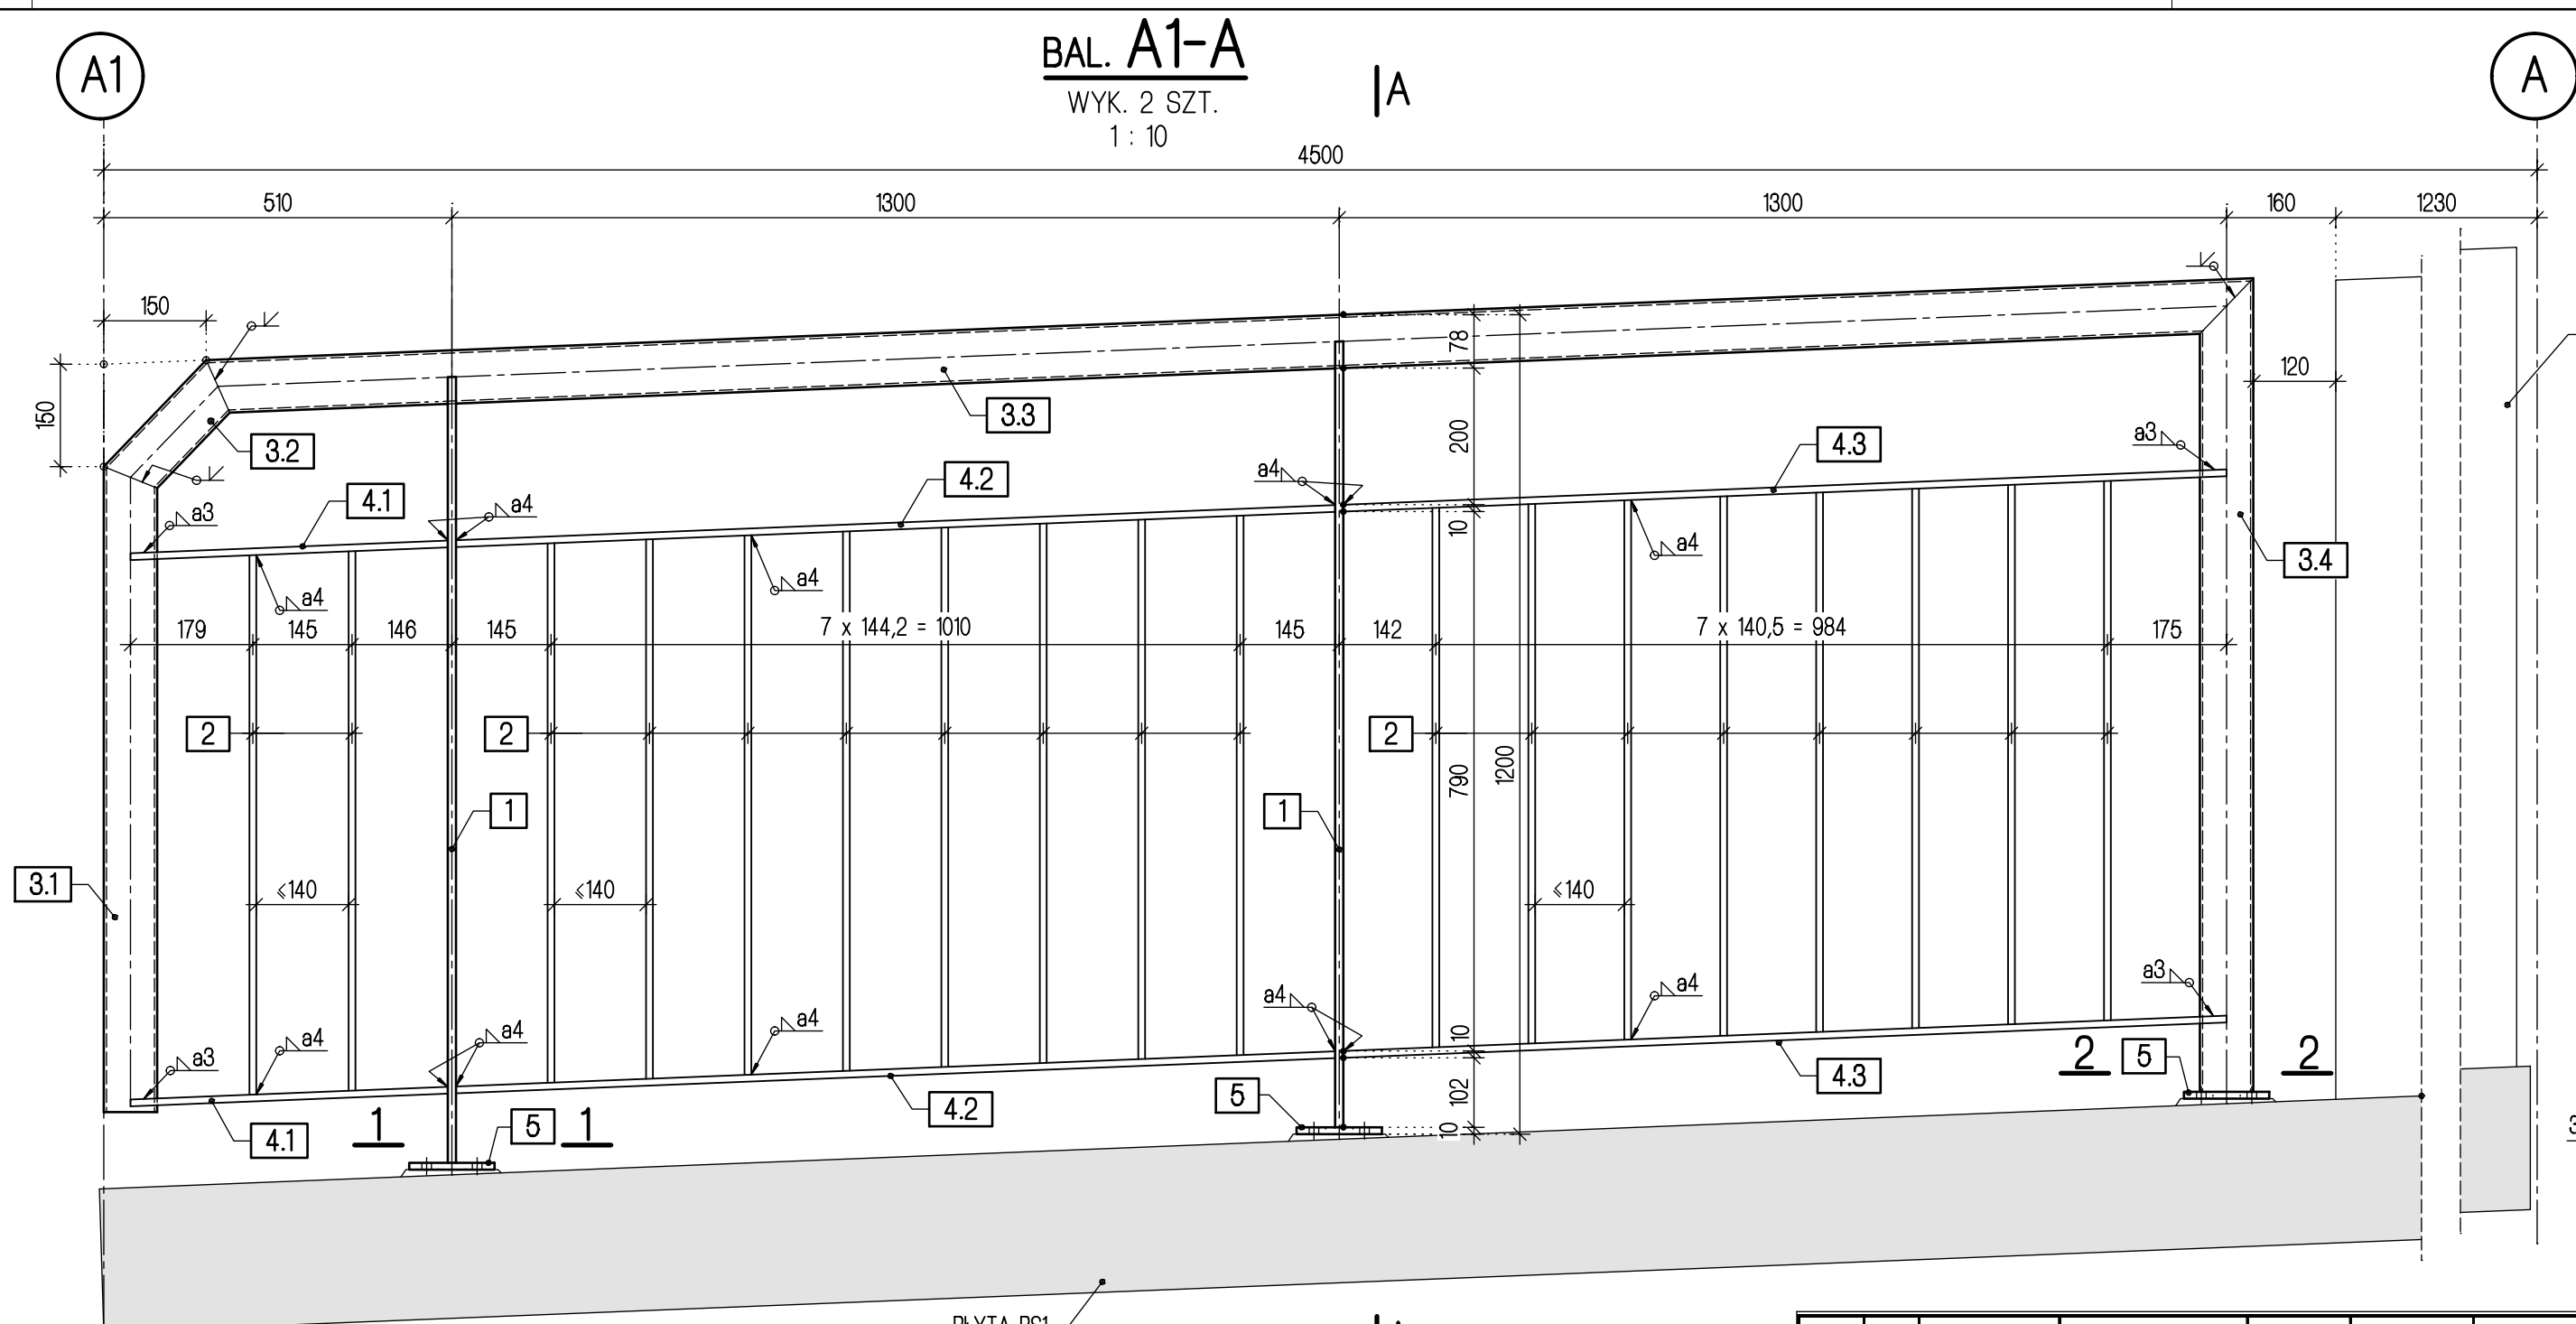 A1
BAL. A1-A
A
A
WYK. 2 SZT.
1 : 10
4500
510
1300
1300
160
1230
150
150
78
120
200
3.3
3.2
a3
4.3
a4
4.2
4.1
a3
a4
10
a4
a4
a4
3.4
179
145
146
145
7 x 144,2 = 1010
145
142
7 x 140,5 = 984
175
2
2
2
790
1200
1
1
3.1
≤140
≤140
≤140
a3
a4
a4
a4
a4
10
a3
2
5
2
4.1
1
5
1
4.2
5
102
10
4.3
PŁYTA PS1